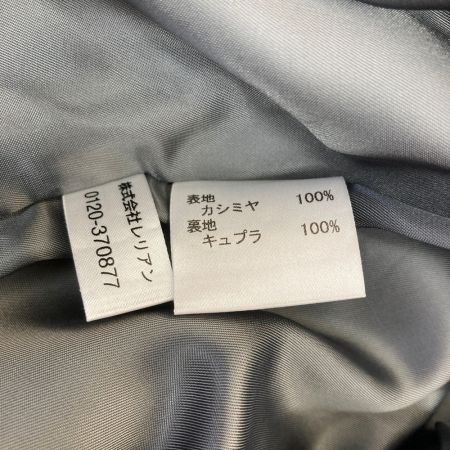 株式会社レリアン
0120-370877
表地
カシミヤ 100%
裏地
キュプラ 100%